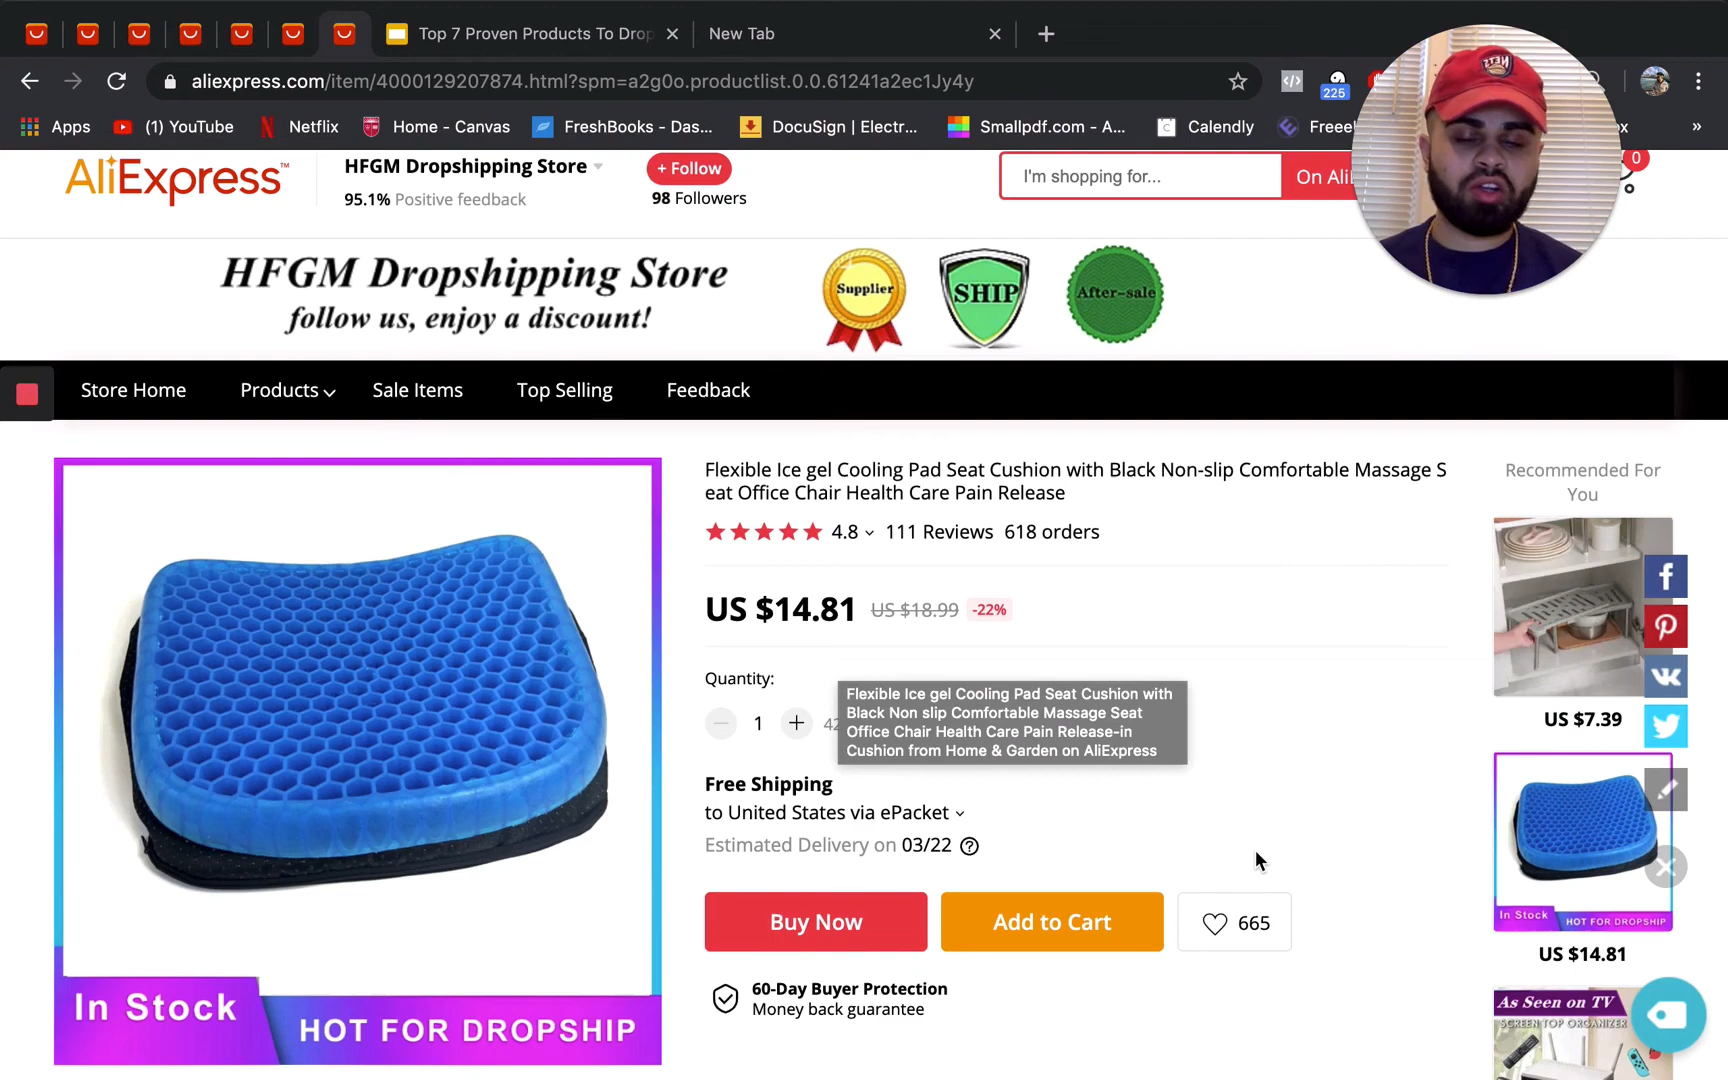 Top 7 Proven Products To Drop
New Tab
aliexpress.com/item/4000129207874.html?spm=a2g0o.productlist.0.0.61241a2ec1Jy4y
225
Apps
(1) YouTube
Netflix
Home - Canvas
FreshBooks - Das...
DocuSign | Electr...
Smallpdf.com - A...
Calendly
»
AliExpress™
HFGM Dropshipping Store
95.1% Positive feedback
+ Follow
98 Followers
I'm shopping for...
0
NETS
HFGM Dropshipping Store
follow us, enjoy a discount!
Supplier
SHIP
After-sale
Store Home
Products
Sale Items
Top Selling
Feedback
In Stock
HOT FOR DROPSHIP
Flexible Ice gel Cooling Pad Seat Cushion with Black Non-slip Comfortable Massage S
eat Office Chair Health Care Pain Release
4.8
111 Reviews
618 orders
US $14.81
US $18.99
-22%
Quantity:
1
Flexible Ice gel Cooling Pad Seat Cushion with
Black Non slip Comfortable Massage Seat
Office Chair Health Care Pain Release-in
Cushion from Home & Garden on AliExpress
Free Shipping
to United States via ePacket
Estimated Delivery on 03/22
Buy Now
Add to Cart
665
60-Day Buyer Protection
Money back guarantee
Recommended For
You
US $7.39
In Stock
HOT FOR DROPSHIP
US $14.81
As Seen on TV
SCREEN TOP ORGANIZER